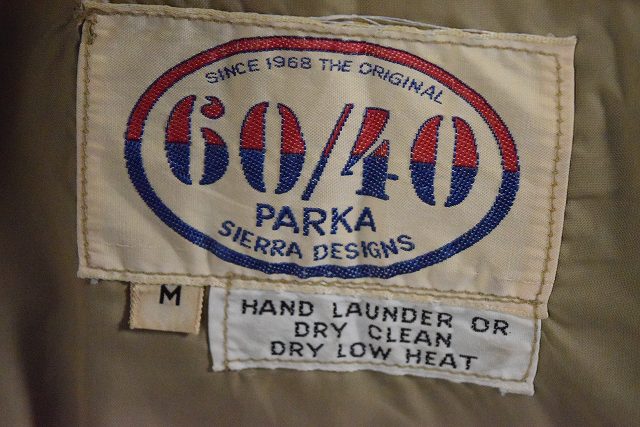 SINCE 1968 THE ORIGINAL
60/40
PARKA
SIERRA DESIGNS
M
HAND LAUNDER OR
DRY CLEAN
DRY LOW HEAT